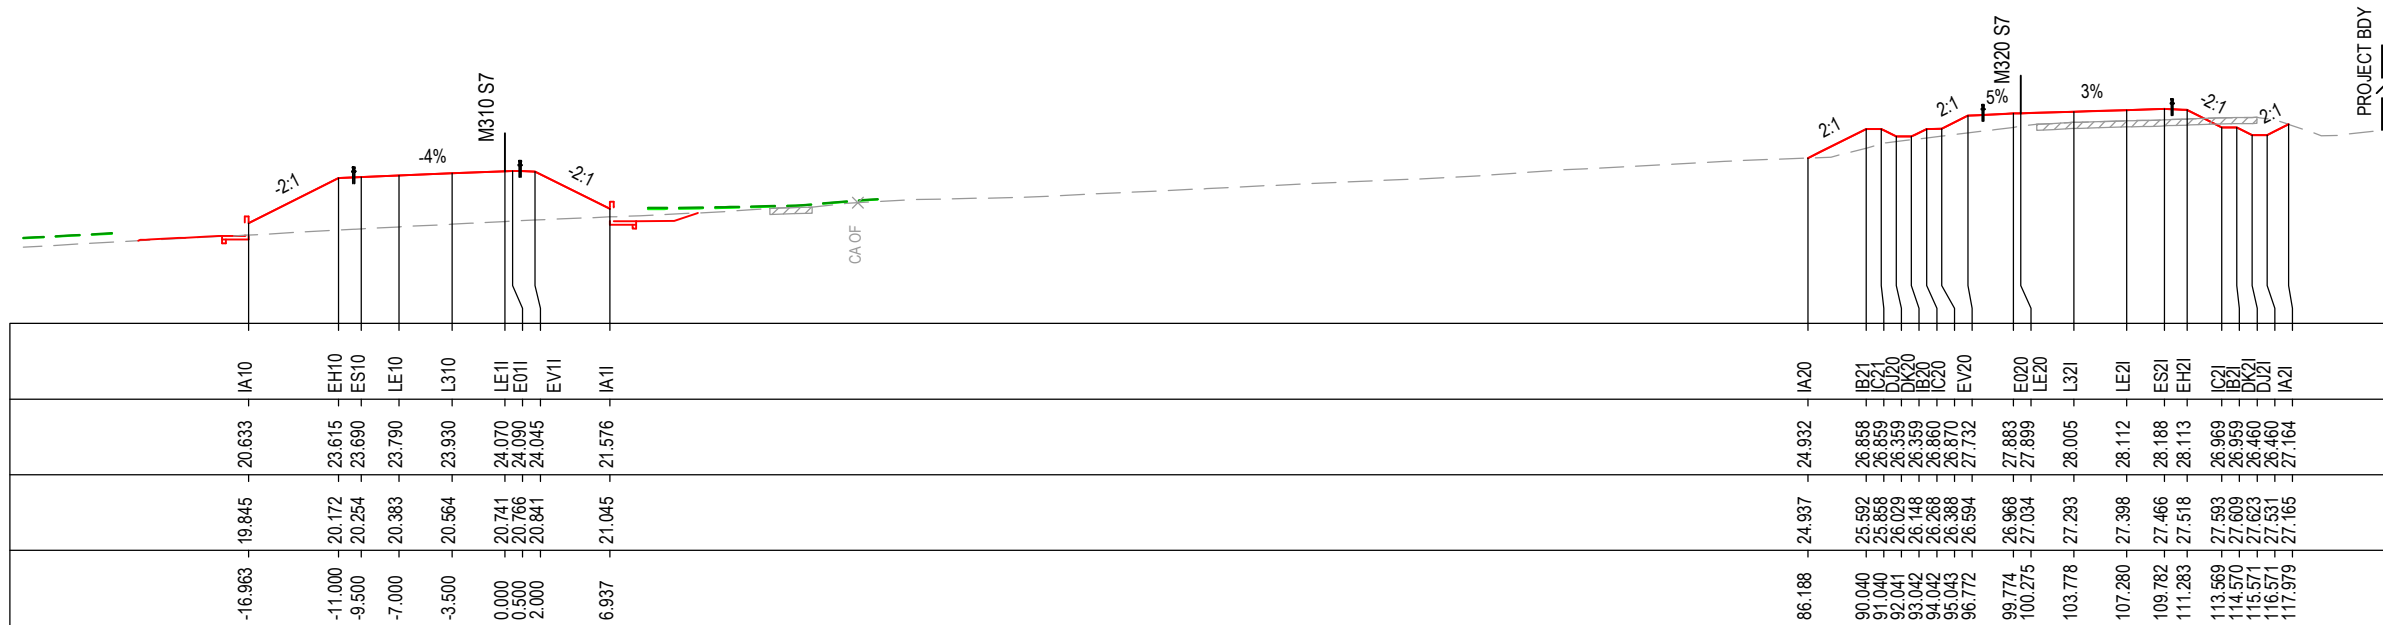 PROJECT BDY
M310 S7
M320 S7
-2:1
-4%
-2:1
2:1
2:1
5%
3%
-2:1
2:1
CA OF
IA10 EH10 ES10 LE10 L310 LE1I E01I EV1I IA1I IA20 IB21 IC21 DJ20 DK20 IB20 IC20 EV20 E020 LE20 L32I LE2I ES2I EH2I IC2I IB2I DK2I DJ2I IA2I
20.633 23.615 23.690 23.790 23.930 24.070 24.090 24.045 21.576 24.932 26.858 26.859 26.359 26.359 26.860 26.870 27.732 27.883 27.899 28.005 28.112 28.188 28.113 26.969 26.959 26.460 26.460 27.164
19.845 20.172 20.254 20.383 20.564 20.741 20.766 20.841 21.045 24.937 25.592 25.858 26.029 26.148 26.268 26.388 26.594 26.968 27.034 27.293 27.398 27.466 27.518 27.593 27.609 27.623 27.531 27.165
-16.963 -11.000 -9.500 -7.000 -3.500 0.000 0.500 2.000 6.937 86.188 90.040 91.040 92.041 93.042 94.042 95.043 96.772 99.774 100.275 103.778 107.280 109.782 111.283 113.569 114.570 115.571 116.571 117.979